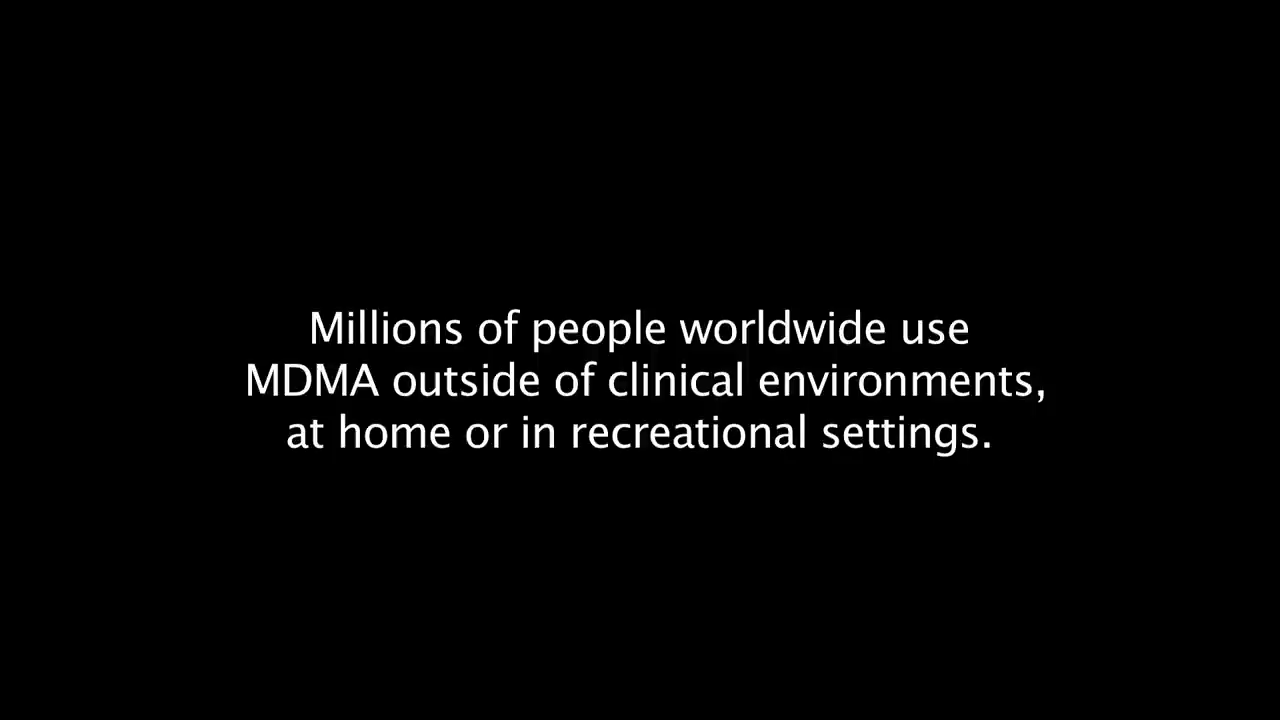 Millions of people worldwide use
MDMA outside of clinical environments,
at home or in recreational settings.